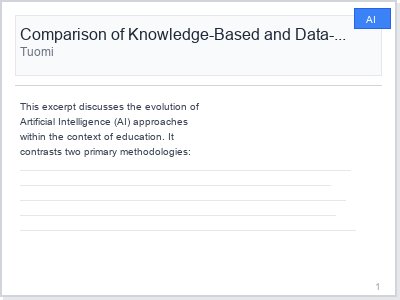 AI
Comparison of Knowledge-Based and Data-...
Tuomi
This excerpt discusses the evolution of
Artificial Intelligence (AI) approaches
within the context of education. It
contrasts two primary methodologies:
1